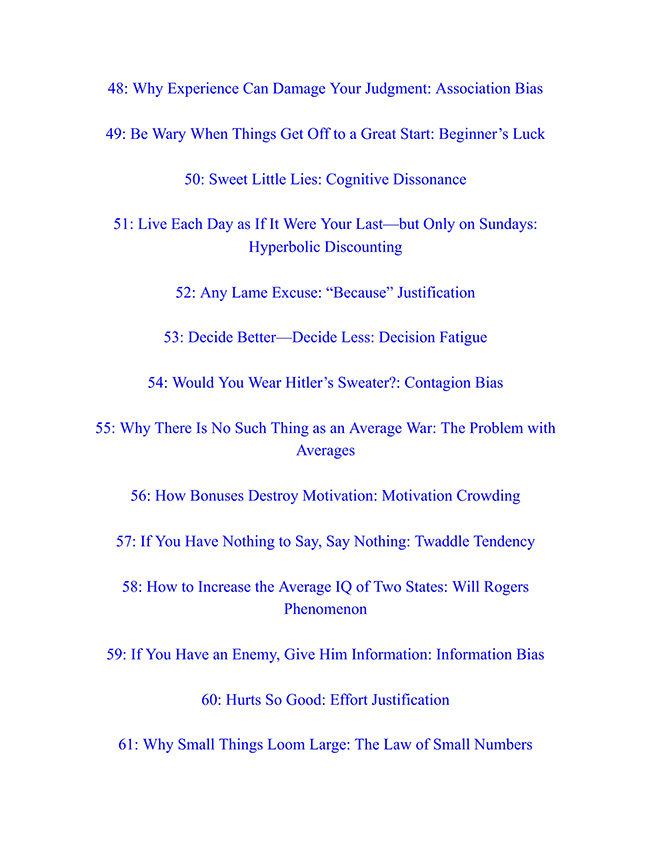 48: Why Experience Can Damage Your Judgment: Association Bias
49: Be Wary When Things Get Off to a Great Start: Beginner’s Luck
50: Sweet Little Lies: Cognitive Dissonance
51: Live Each Day as If It Were Your Last—but Only on Sundays:
Hyperbolic Discounting
52: Any Lame Excuse: “Because” Justification
53: Decide Better—Decide Less: Decision Fatigue
54: Would You Wear Hitler’s Sweater?: Contagion Bias
55: Why There Is No Such Thing as an Average War: The Problem with
Averages
56: How Bonuses Destroy Motivation: Motivation Crowding
57: If You Have Nothing to Say, Say Nothing: Twaddle Tendency
58: How to Increase the Average IQ of Two States: Will Rogers
Phenomenon
59: If You Have an Enemy, Give Him Information: Information Bias
60: Hurts So Good: Effort Justification
61: Why Small Things Loom Large: The Law of Small Numbers